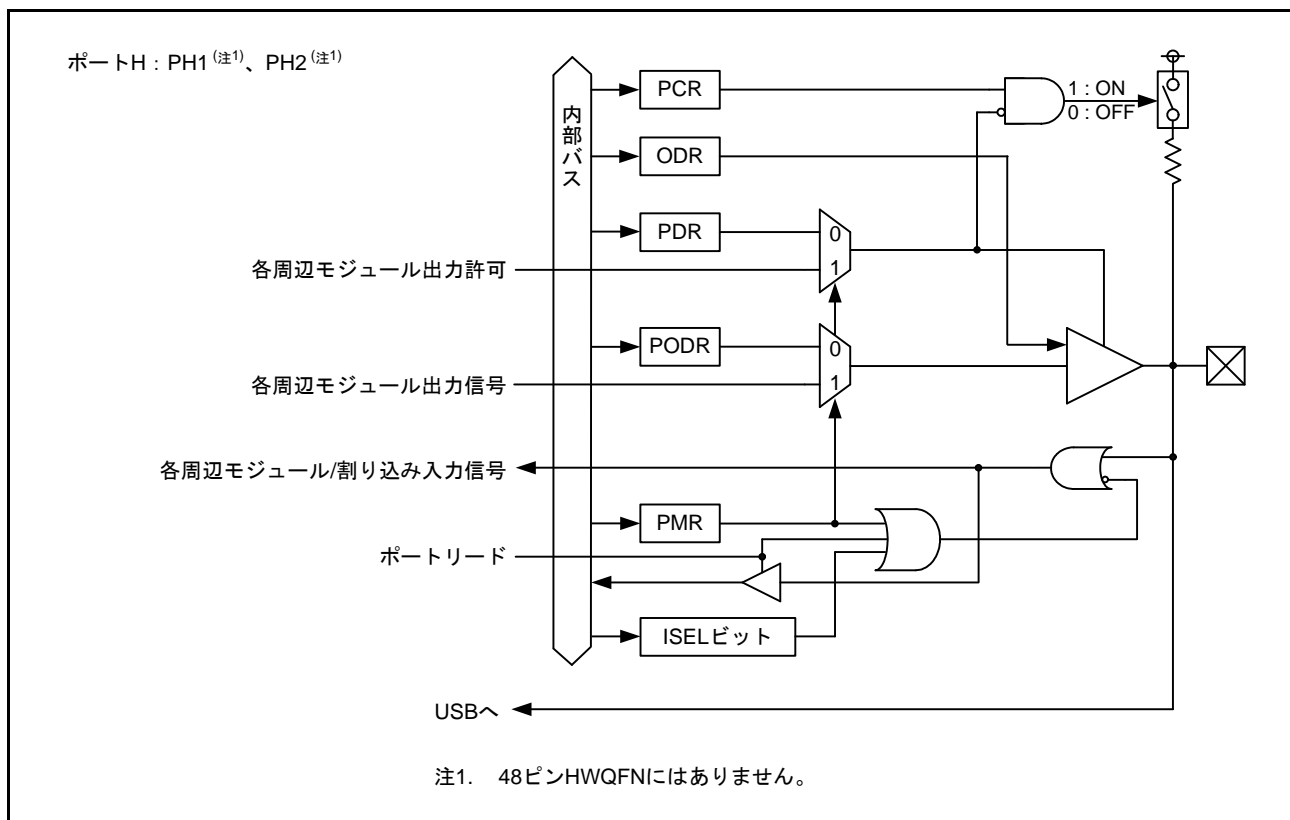 ポートH：PH1(注1)、PH2(注1)
内部バス
PCR
1 : ON
0 : OFF
ODR
PDR
0
各周辺モジュール出力許可
1
PODR
0
各周辺モジュール出力信号
1
各周辺モジュール/割り込み入力信号
PMR
ポートリード
ISELビット
USBへ
注1. 48ピンHWQFNにはありません。